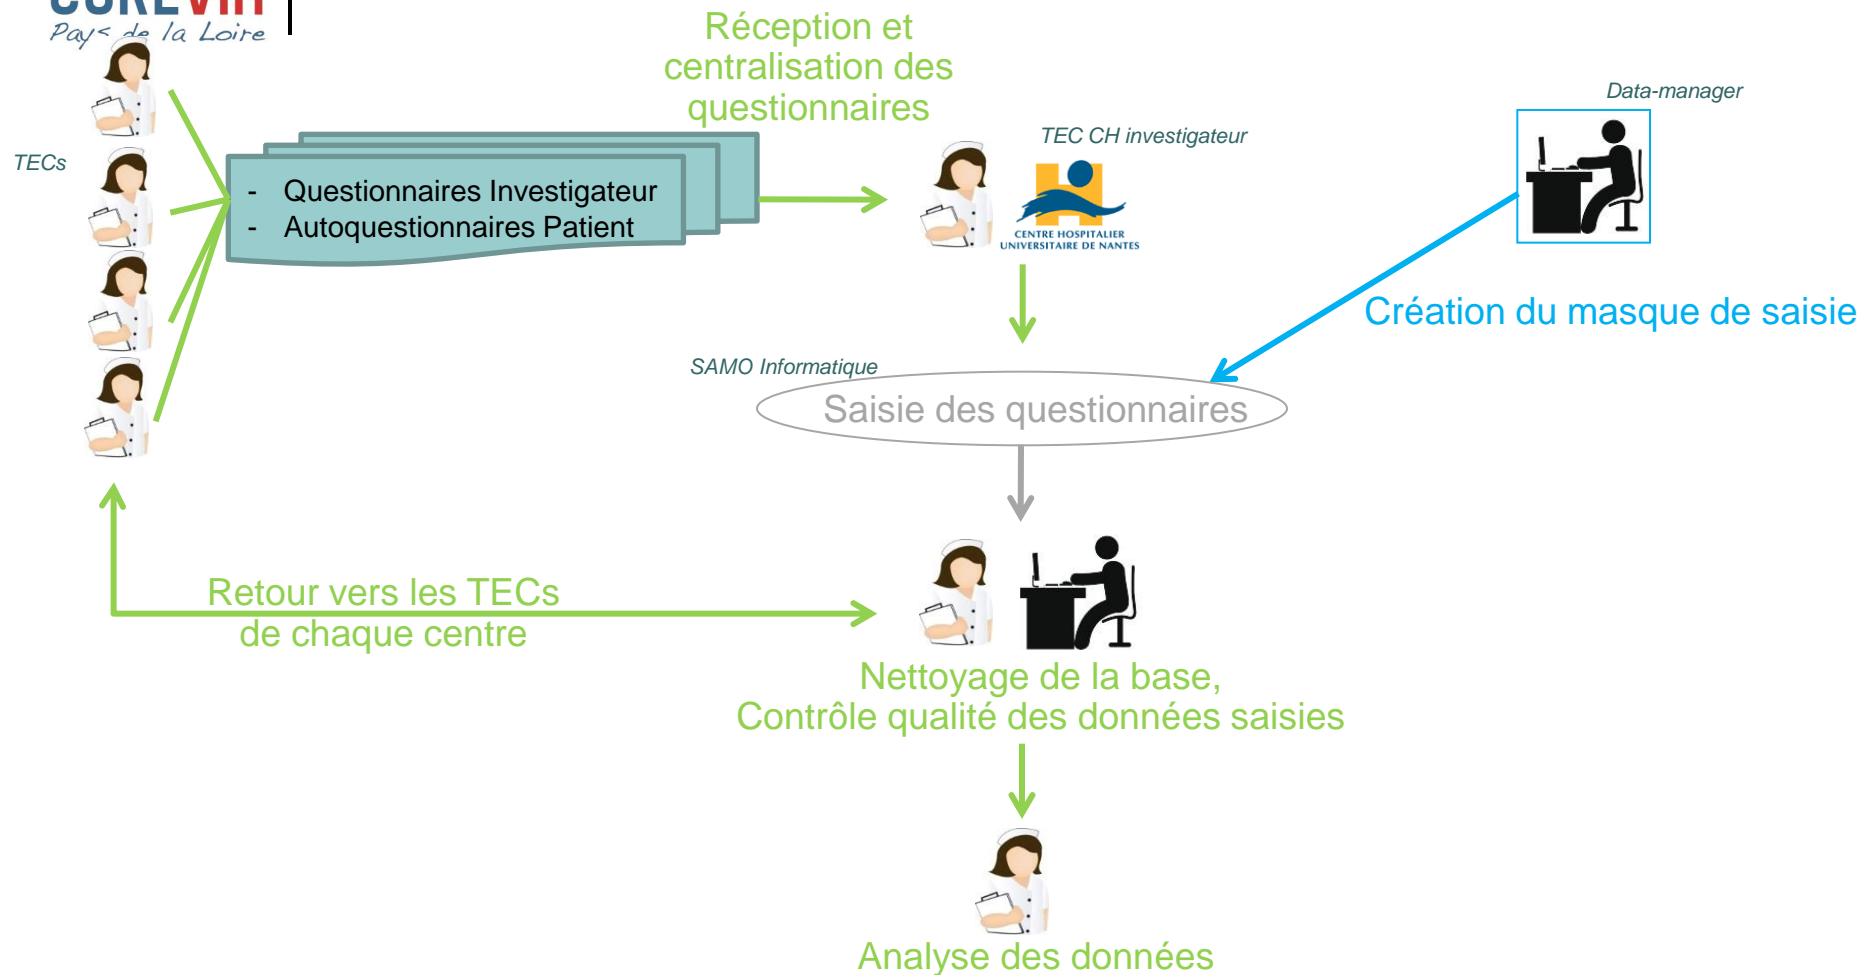 COREVIH
Pays de la Loire
Réception et
centralisation des
questionnaires
Data-manager
TEC CH investigateur
TECs
- Questionnaires Investigateur
- Autoquestionnaires Patient
CENTRE HOSPITALIER
UNIVERSITAIRE DE NANTES
Création du masque de saisie
SAMO Informatique
Saisie des questionnaires
Retour vers les TECs
de chaque centre
Nettoyage de la base,
Contrôle qualité des données saisies
Analyse des données